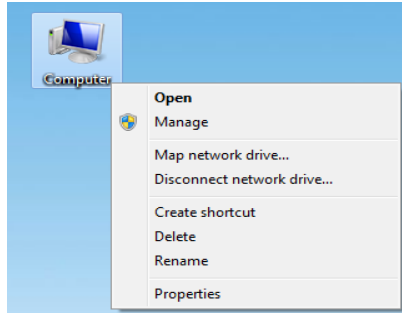 Computer
Open
Manage
Map network drive...
Disconnect network drive...
Create shortcut
Delete
Rename
Properties